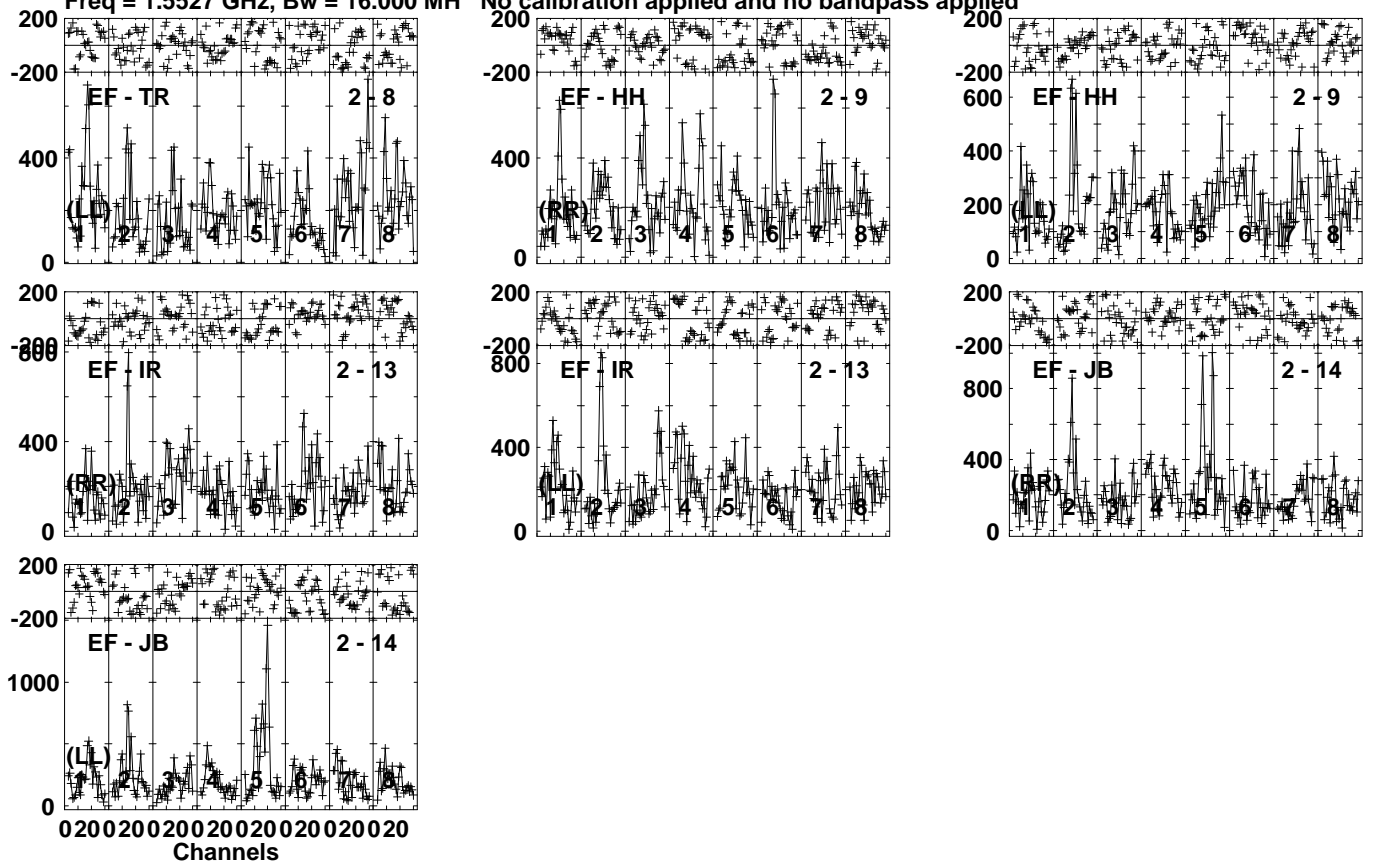 Freq = 1.5527 GHz, Bw = 16.000 MH No calibration applied and no bandpass applied
200 200 200
-200 -200 -200
EF - TR 2 - 8 EF - HH 2 - 9 EF - HH 2 - 9
600
400 400 400
(LL) (RR) (LL)
200
1 2 3 4 5 6 7 8 1 2 3 4 5 6 7 8 1 2 3 4 5 6 7 8
0 0 0
200 200 200
-200 -200 -200
800 800 800
EF - IR 2 - 13 EF - IR 2 - 13 EF - JB 2 - 14
400 400 400
(RR) (LL) (RR)
1 2 3 4 5 6 7 8 1 2 3 4 5 6 7 8 1 2 3 4 5 6 7 8
0 0 0
200
-200
EF - JB 2 - 14
1000
(LL)
1 2 3 4 5 6 7 8
0
0 20 0 20 0 20 0 20 0 20 0 20 0 20 0 20
Channels